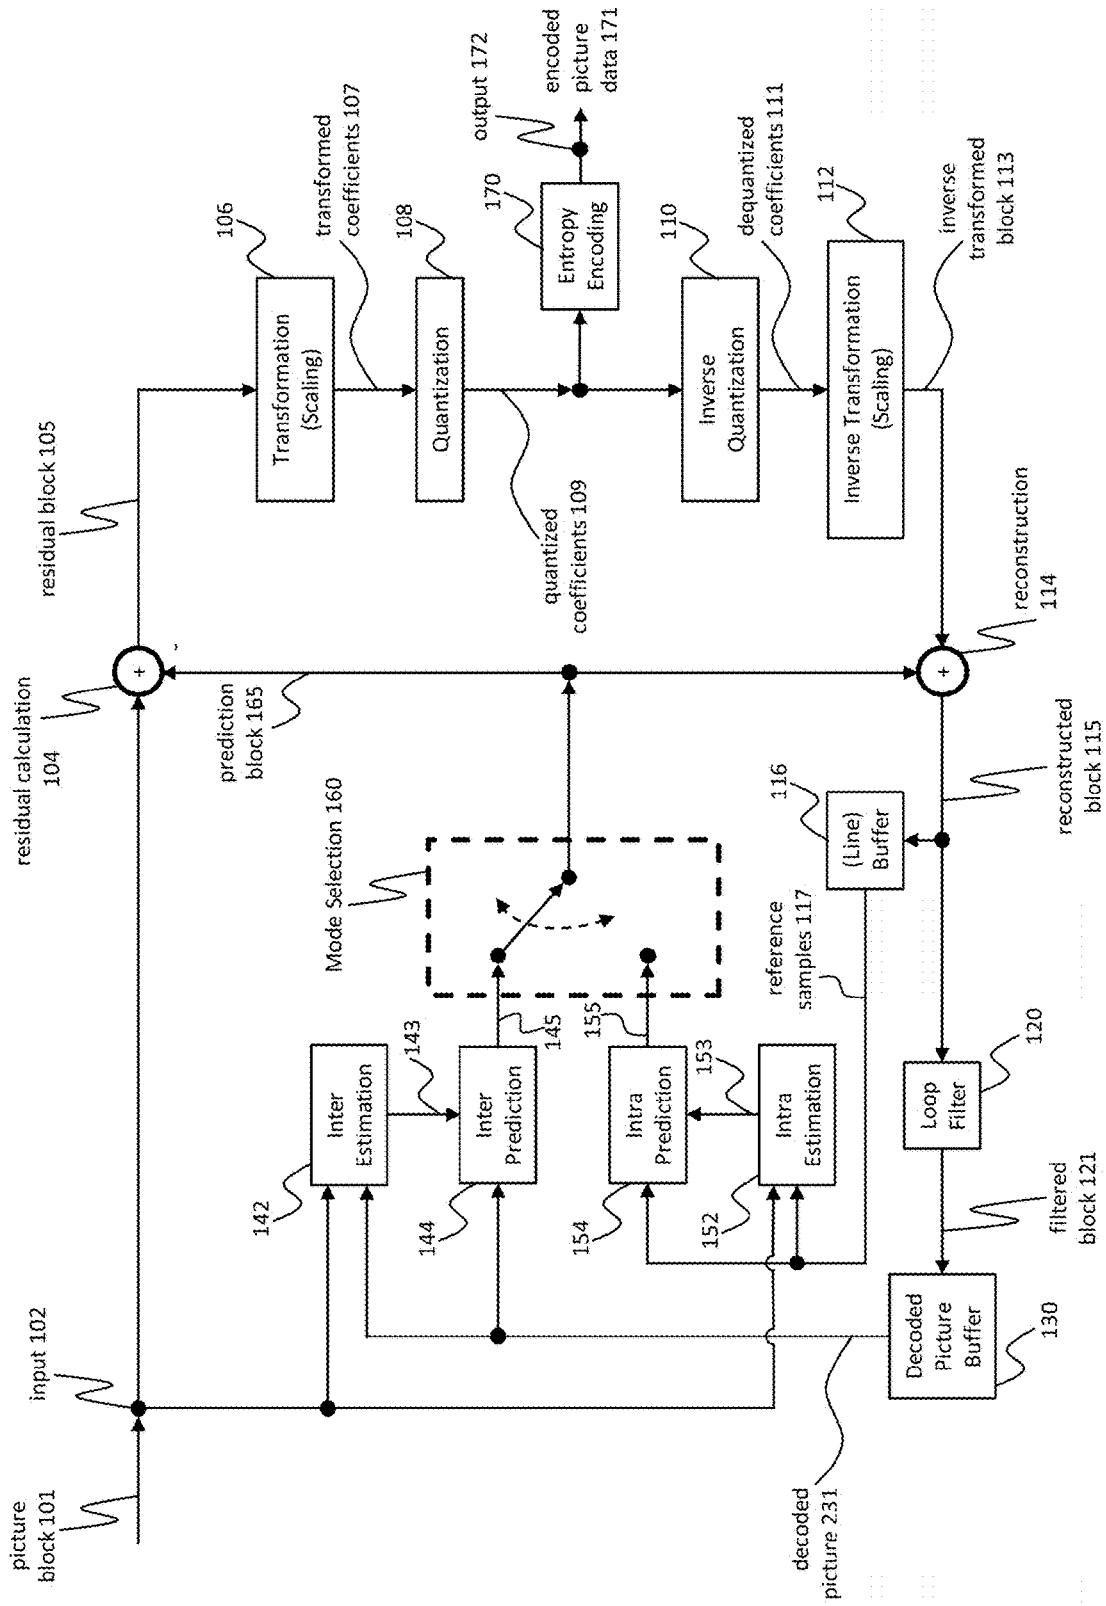 picture
block 101
input 102
residual calculation
104
residual block 105
106
Transformation
(Scaling)
transformed
coefficients 107
108
Quantization
quantized
coefficients 109
170
Entropy
Encoding
output 172
encoded
picture
data 171
110
Inverse
Quantization
dequantized
coefficients 111
112
Inverse Transformation
(Scaling)
inverse
transformed
block 113
+
-
prediction
block 165
+
reconstruction
114
Mode Selection 160
142
Inter
Estimation
143
144
Inter
Prediction
145
154
Intra
Prediction
155
153
152
Intra
Estimation
reference
samples 117
116
(Line)
Buffer
reconstructed
block 115
120
Loop
Filter
filtered
block 121
Decoded
Picture
Buffer
130
decoded
picture 231